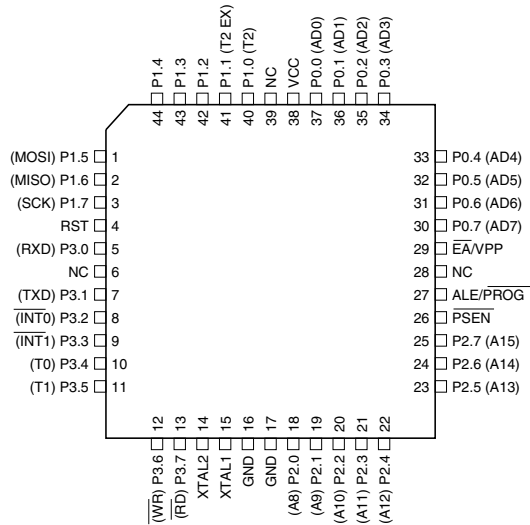 P1.4
P1.3
P1.2
P1.1 (T2 EX)
P1.0 (T2)
NC
VCC
P0.0 (AD0)
P0.1 (AD1)
P0.2 (AD2)
P0.3 (AD3)
44
43
42
41
40
39
38
37
36
35
34
(MOSI) P1.5 1
(MISO) P1.6 2
(SCK) P1.7 3
RST 4
(RXD) P3.0 5
NC 6
(TXD) P3.1 7
(INT0) P3.2 8
(INT1) P3.3 9
(T0) P3.4 10
(T1) P3.5 11
33 P0.4 (AD4)
32 P0.5 (AD5)
31 P0.6 (AD6)
30 P0.7 (AD7)
29 EA/VPP
28 NC
27 ALE/PROG
26 PSEN
25 P2.7 (A15)
24 P2.6 (A14)
23 P2.5 (A13)
12
13
14
15
16
17
18
19
20
21
22
(WR) P3.6
(RD) P3.7
XTAL2
XTAL1
GND
GND
(A8) P2.0
(A9) P2.1
(A10) P2.2
(A11) P2.3
(A12) P2.4